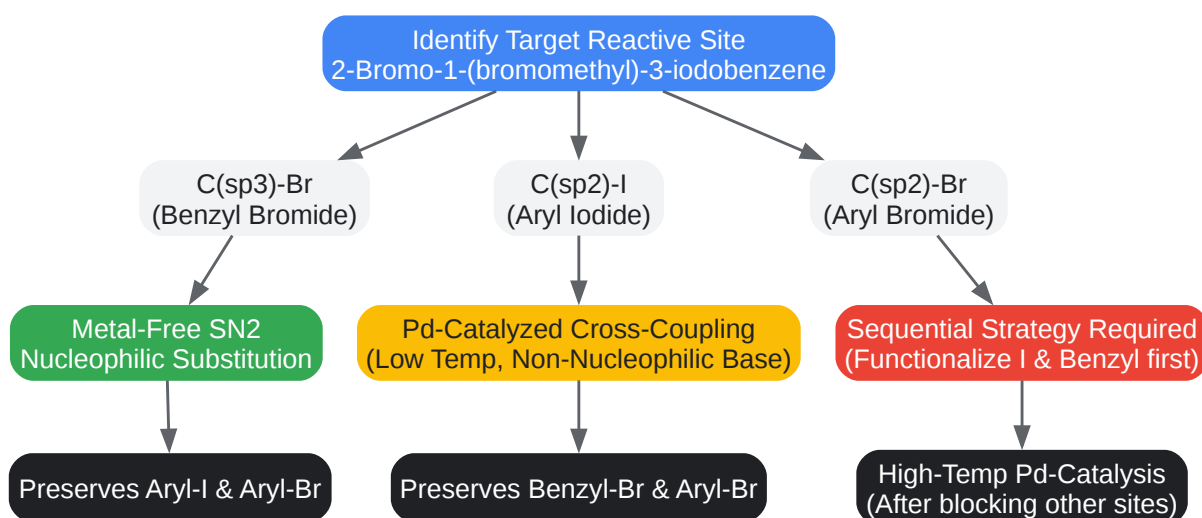 Identify Target Reactive Site
2-Bromo-1-(bromomethyl)-3-iodobenzene
C(sp3)-Br
(Benzyl Bromide)
C(sp2)-I
(Aryl Iodide)
C(sp2)-Br
(Aryl Bromide)
Metal-Free SN2
Nucleophilic Substitution
Pd-Catalyzed Cross-Coupling
(Low Temp, Non-Nucleophilic Base)
Sequential Strategy Required
(Functionalize I & Benzyl first)
Preserves Aryl-I & Aryl-Br
Preserves Benzyl-Br & Aryl-Br
High-Temp Pd-Catalysis
(After blocking other sites)